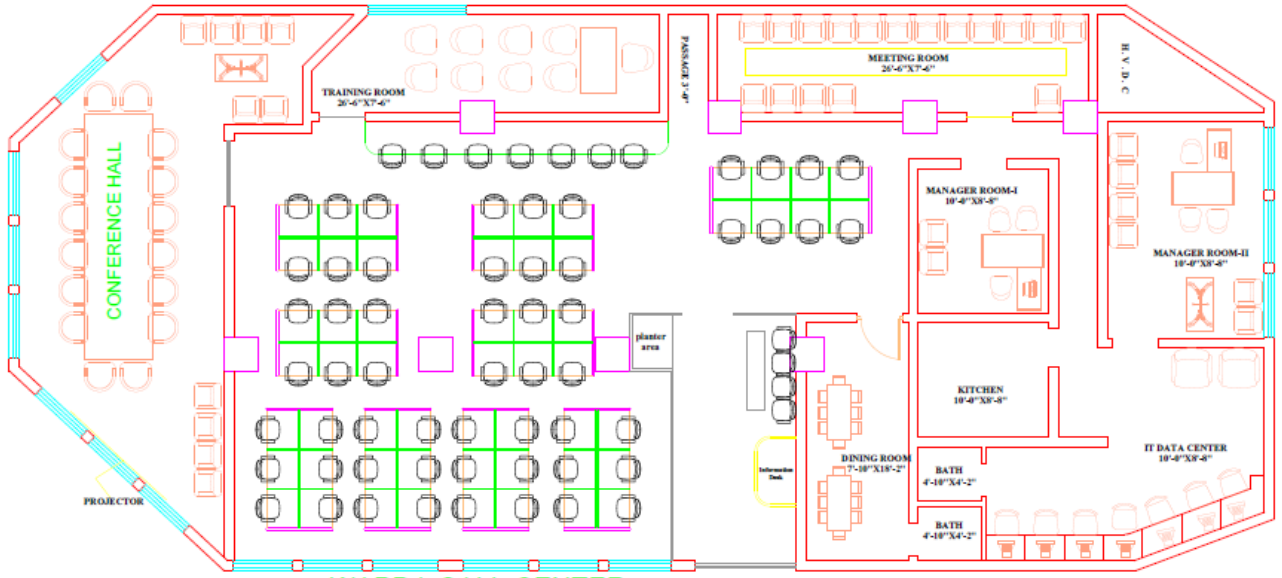 MEETING ROOM
26'-6"X7'-6"
PASSAGE 3'-0"
H.V.D.C
TRAINING ROOM
26'-6"X7'-6"
CONFERENCE HALL
MANAGER ROOM-I
10'-0"X8'-8"
MANAGER ROOM-II
10'-0"X8'-8"
planter
area
KITCHEN
10'-0"X8'-8"
IT DATA CENTER
10'-0"X8'-8"
DINING ROOM
7'-10"X18'-2"
Information
Desk
BATH
4'-10"X4'-2"
BATH
4'-10"X4'-2"
PROJECTOR
CALL CENTER